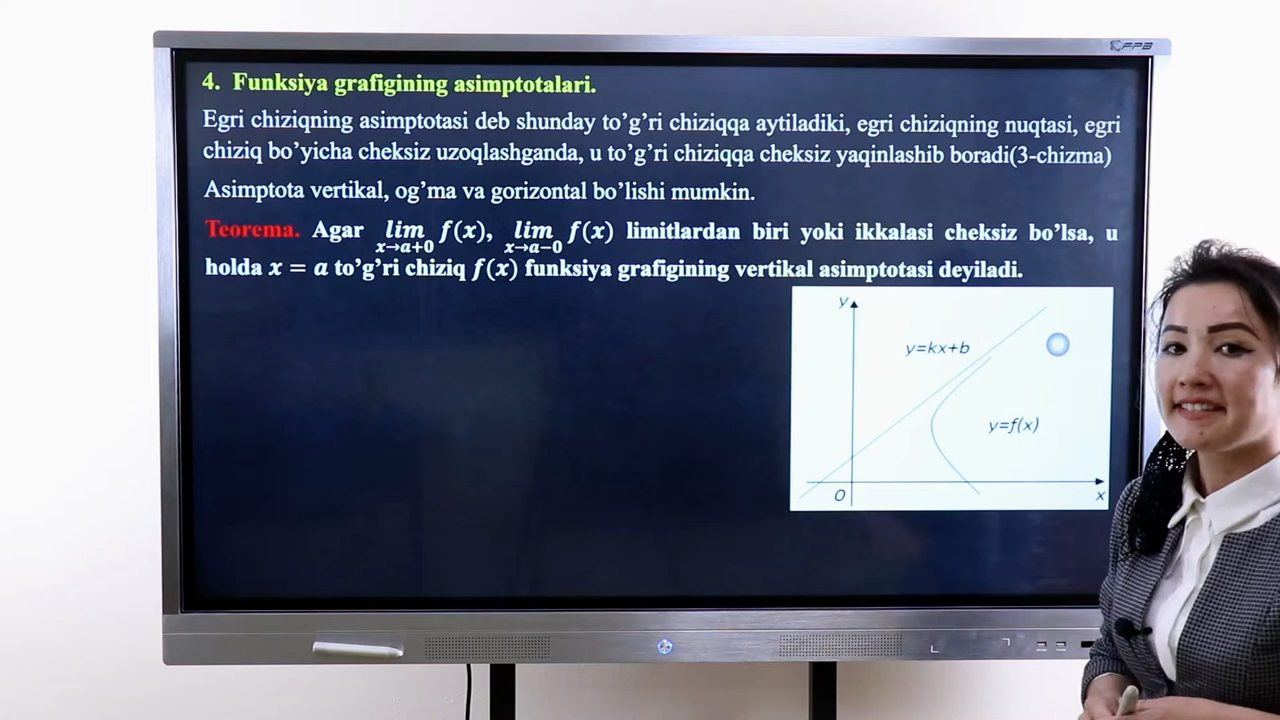 FPB
4. Funksiya grafigining asimptotalari.
Egri chiziqning asimptotasi deb shunday to’g’ri chiziqqa aytiladiki, egri chiziqning nuqtasi, egri
chiziq bo’yicha cheksiz uzoqlashganda, u to’g’ri chiziqqa cheksiz yaqinlashib boradi(3-chizma)
Asimptota vertikal, og’ma va gorizontal bo’lishi mumkin.
Teorema. Agar lim x→a+0 f(x), lim x→a−0 f(x) limitlardan biri yoki ikkalasi cheksiz bo’lsa, u
holda x = a to’g’ri chiziq f(x) funksiya grafigining vertikal asimptotasi deyiladi.
y
y=kx+b
y=f(x)
O
x